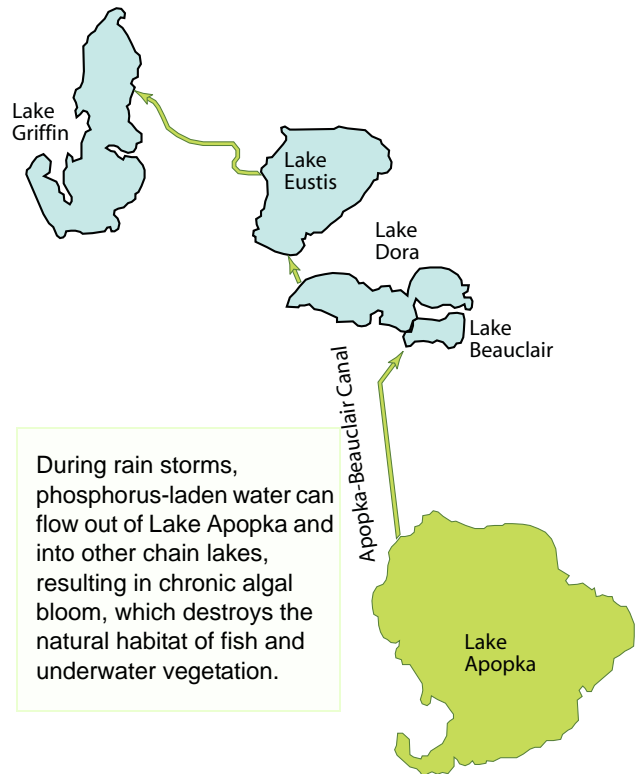 Lake
Griffin
Lake
Eustis
Lake
Dora
Lake
Beauclair
Apopka-Beauclair Canal
During rain storms,
phosphorus-laden water can
flow out of Lake Apopka and
into other chain lakes,
resulting in chronic algal
bloom, which destroys the
natural habitat of fish and
underwater vegetation.
Lake
Apopka